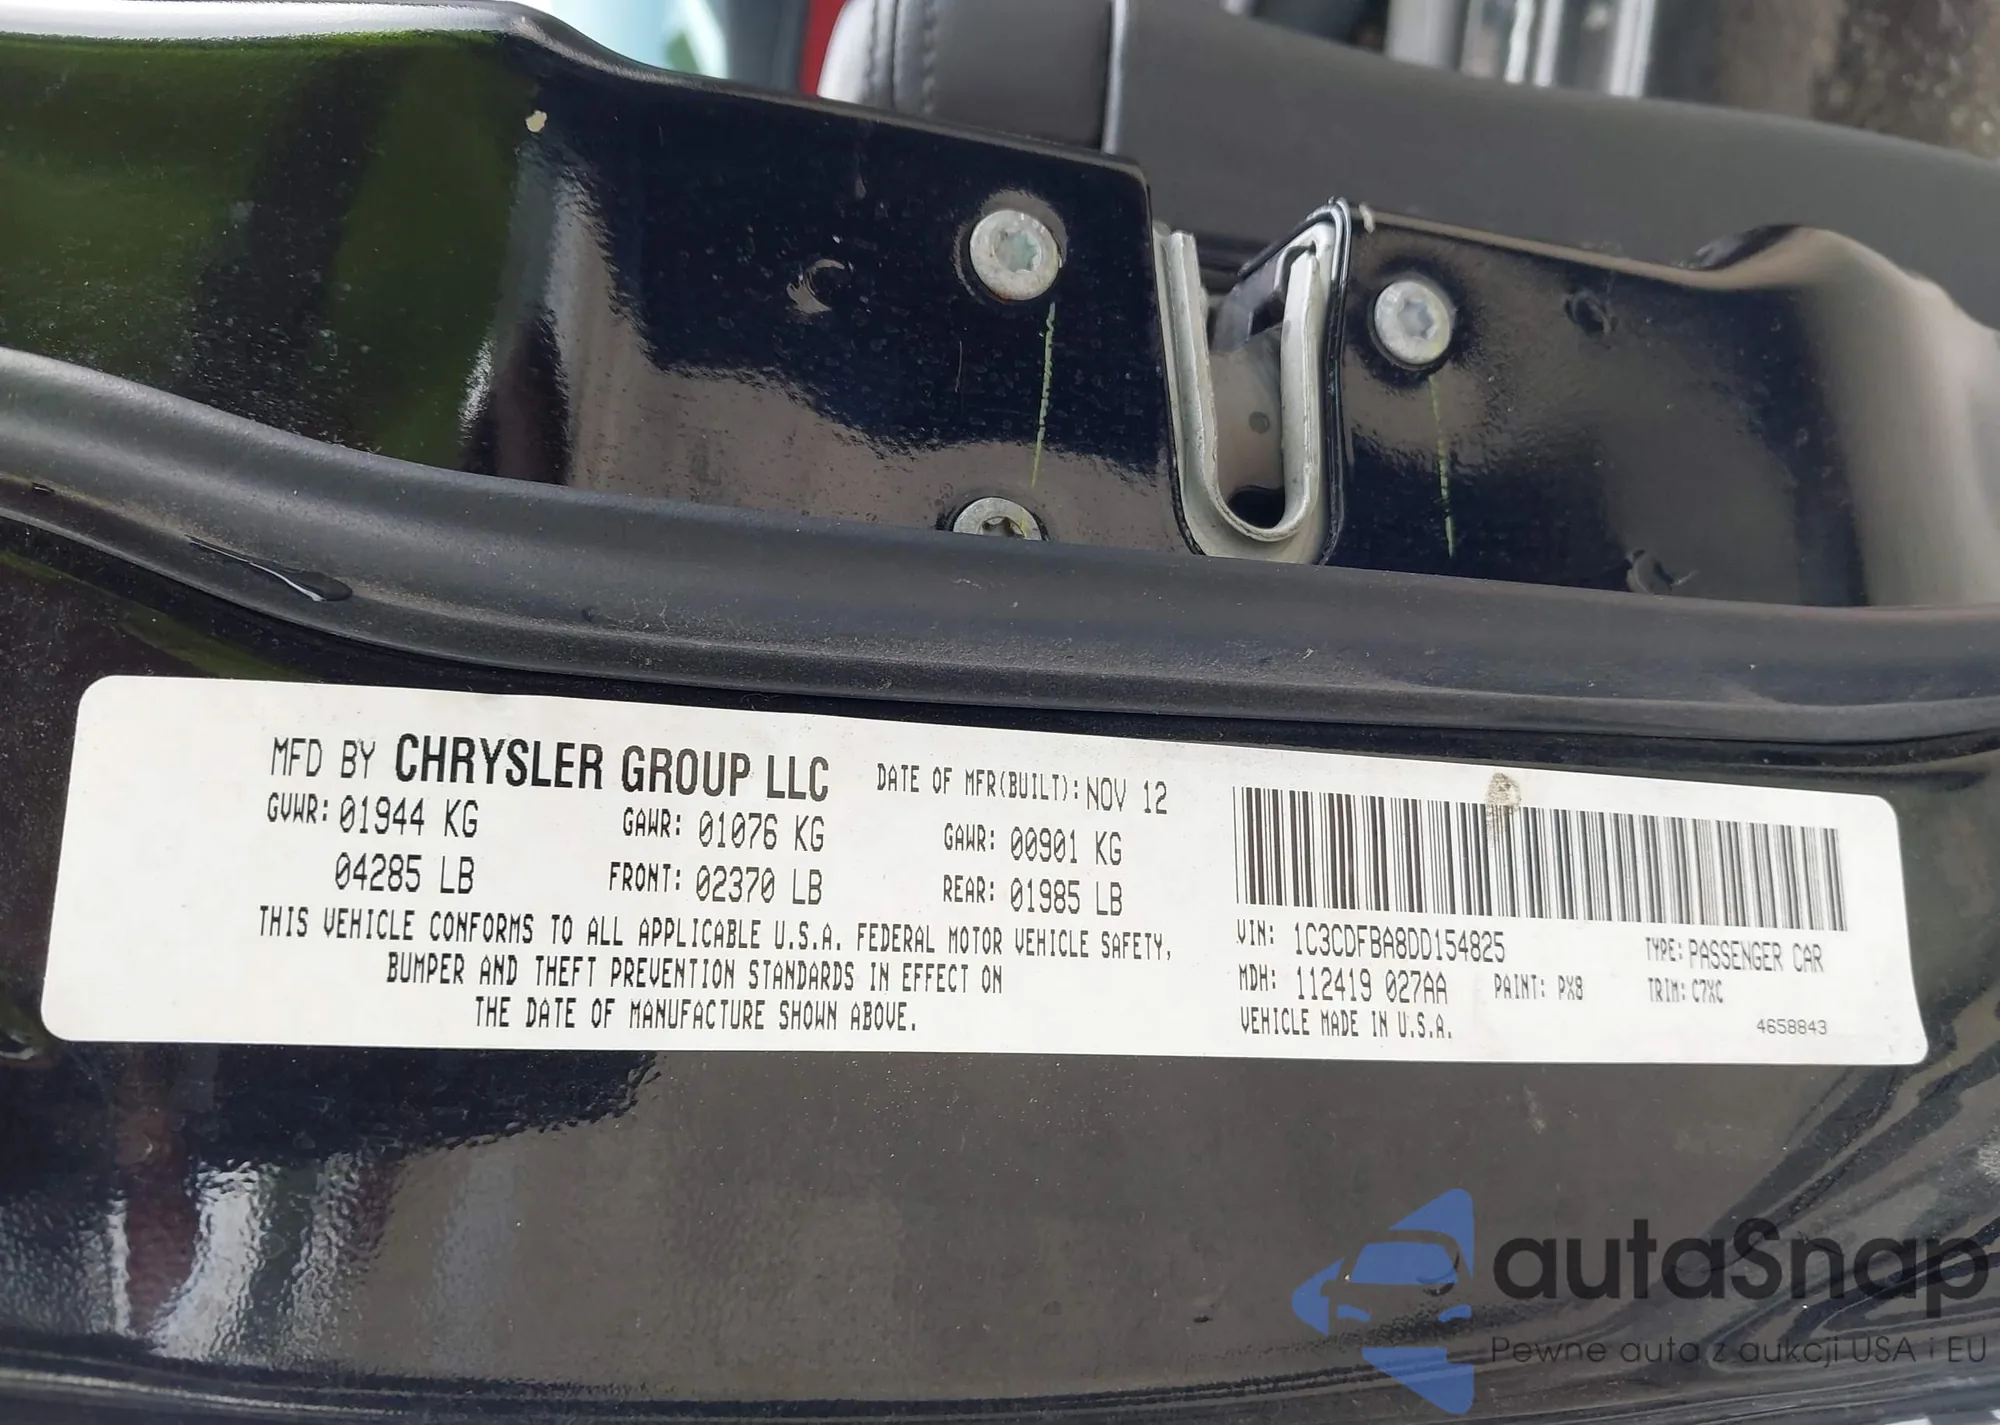 MFD BY CHRYSLER GROUP LLC DATE OF MFR(BUILT): NOV 12
GVWR: 01944 KG GAWR: 01076 KG GAWR: 00901 KG
04285 LB FRONT: 02370 LB REAR: 01985 LB
THIS VEHICLE CONFORMS TO ALL APPLICABLE U.S.A. FEDERAL MOTOR VEHICLE SAFETY,
BUMPER AND THEFT PREVENTION STANDARDS IN EFFECT ON
THE DATE OF MANUFACTURE SHOWN ABOVE.
VIN: 1C3CDFBA8DD154825 TYPE: PASSENGER CAR
MDH: 112419 027AA PAINT: PX8 TRIM: C7XC
VEHICLE MADE IN U.S.A. 4658843
autaSnap
Pewne auta z aukcji USA i EU